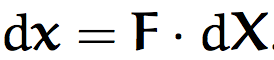 dx = F · dX.